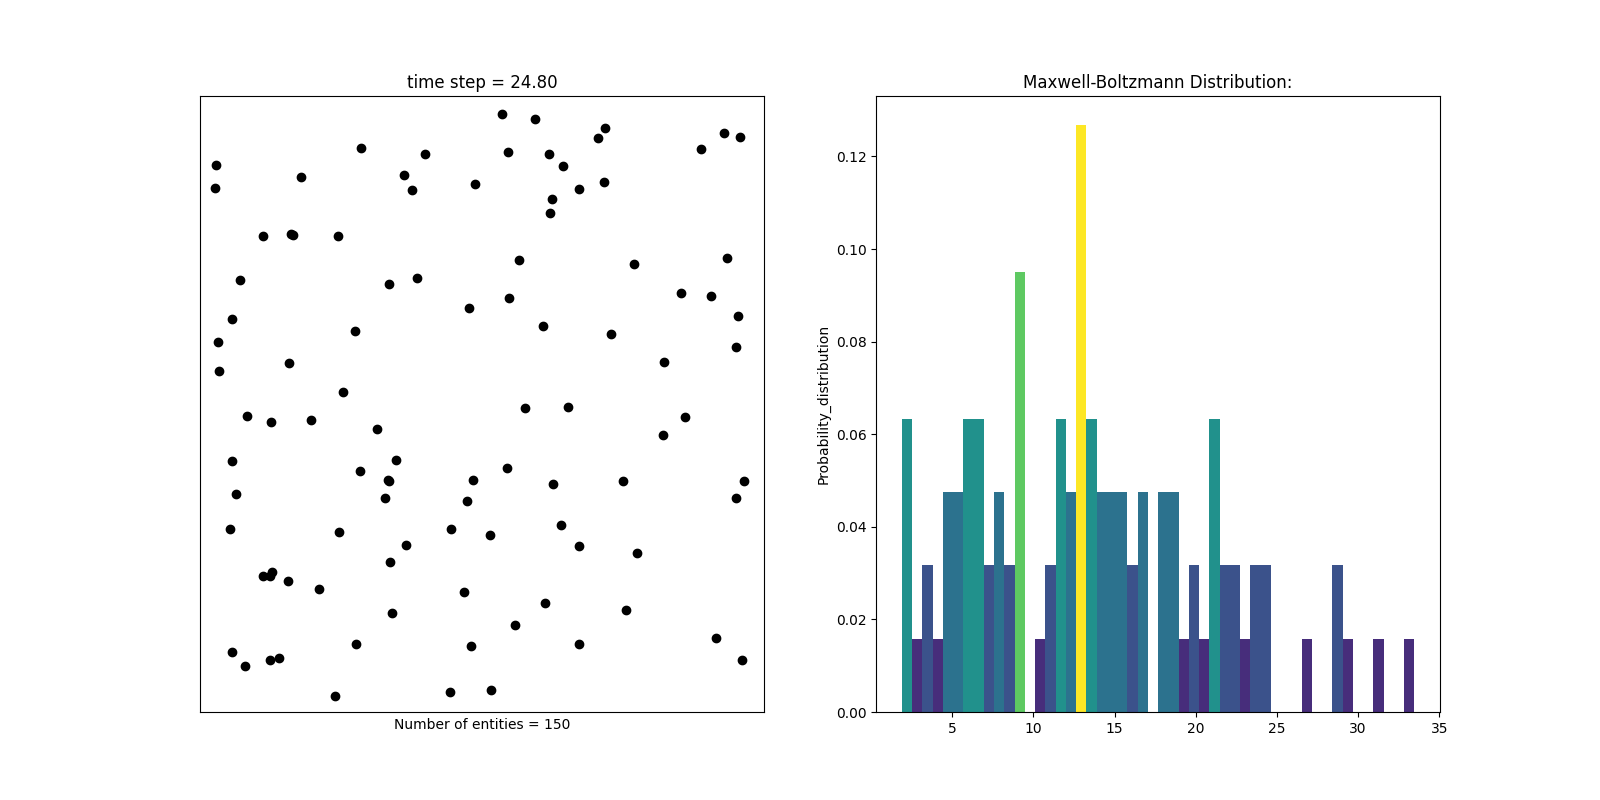 time step = 24.80
Number of entities = 150
Maxwell-Boltzmann Distribution:
Probability_distribution
0.12
0.10
0.08
0.06
0.04
0.02
0.00
5 10 15 20 25 30 35